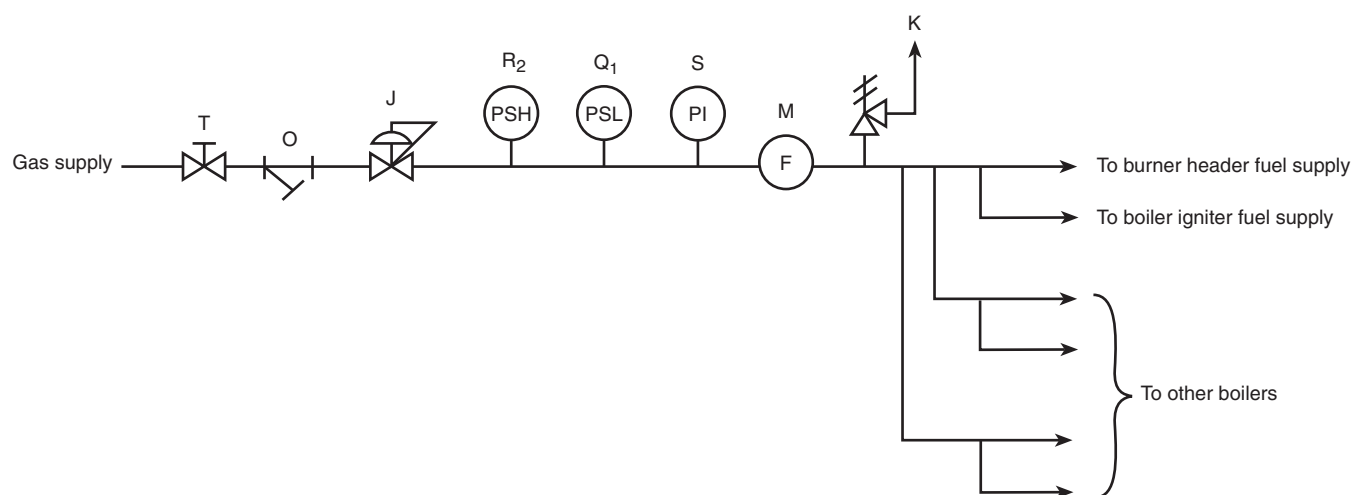 K
R2 Q1 S
J M
T O
PSH PSL PI
Gas supply F To burner header fuel supply
To boiler igniter fuel supply
To other boilers